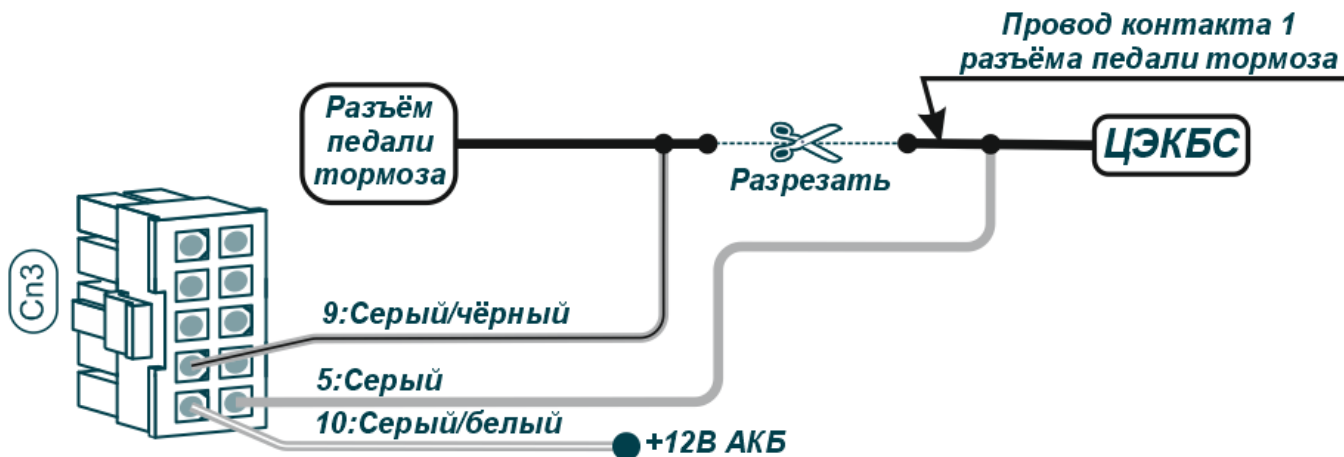 Провод контакта 1
разъёма педали тормоза
Разъём
педали
тормоза
ЦЭКБС
Разрезать
Сп3
9:Серый/чёрный
5:Серый
10:Серый/белый
+12В АКБ